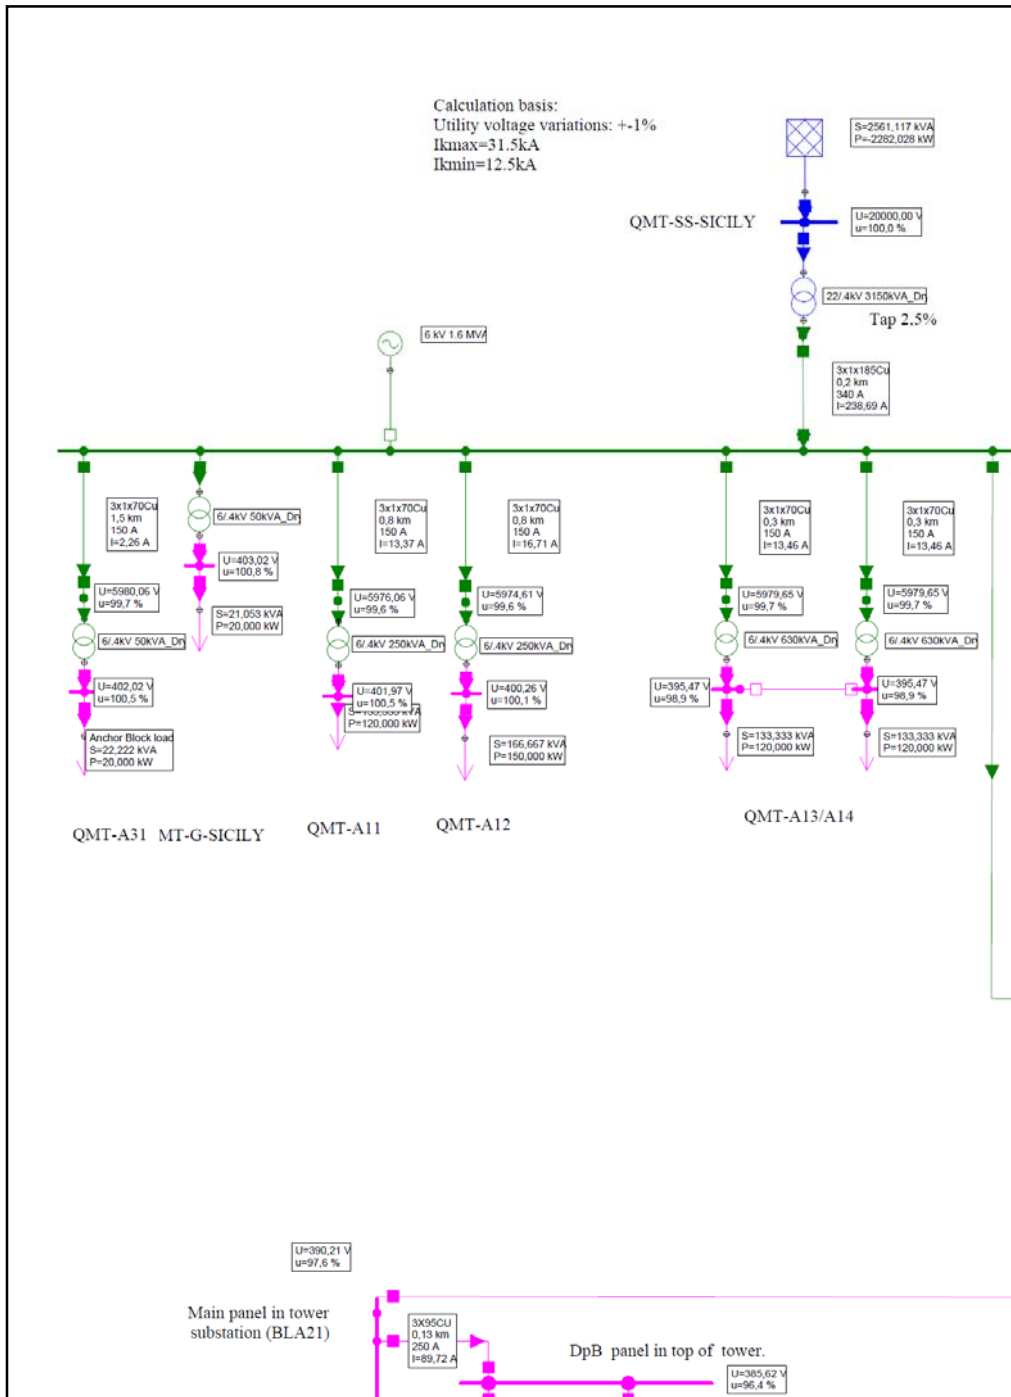 Calculation basis:
Utility voltage variations: +-1%
Ikmax=31.5kA
Ikmin=12.5kA
S=2561,117 kVA
P=-2282,028 kW
QMT-SS-SICILY
U=20000,00 V
u=100,0 %
22/.4kV 3150kVA_Dn
Tap 2,5%
6 kV 1.6 MVA
3x1x185Cu
0,2 km
340 A
I=238,69 A
3x1x70Cu
1,5 km
150 A
I=2,26 A
6/.4kV 50kVA_Dn
3x1x70Cu
0,8 km
150 A
I=13,37 A
3x1x70Cu
0,8 km
150 A
I=16,71 A
3x1x70Cu
0,3 km
150 A
I=13,46 A
3x1x70Cu
0,3 km
150 A
I=13,46 A
U=403,02 V
u=100,8 %
U=5980,06 V
u=99,7 %
S=21,053 kVA
P=20,000 kW
U=5976,06 V
u=99,6 %
U=5974,61 V
u=99,6 %
U=5979,65 V
u=99,7 %
U=5979,65 V
u=99,7 %
6/.4kV 50kVA_Dn
6/.4kV 250kVA_Dn
6/.4kV 250kVA_Dn
6/.4kV 630kVA_Dn
6/.4kV 630kVA_Dn
U=402,02 V
u=100,5 %
U=401,97 V
u=100,5 %
P=120,000 kW
U=400,26 V
u=100,1 %
U=395,47 V
u=98,9 %
U=395,47 V
u=98,9 %
Anchor Block load
S=22,222 kVA
P=20,000 kW
S=166,667 kVA
P=150,000 kW
S=133,333 kVA
P=120,000 kW
S=133,333 kVA
P=120,000 kW
QMT-A31
MT-G-SICILY
QMT-A11
QMT-A12
QMT-A13/A14
U=390,21 V
u=97,6 %
Main panel in tower
substation (BLA21)
3X95CU
0,13 km
250 A
I=89,72 A
DpB panel in top of tower.
U=385,62 V
u=96,4 %